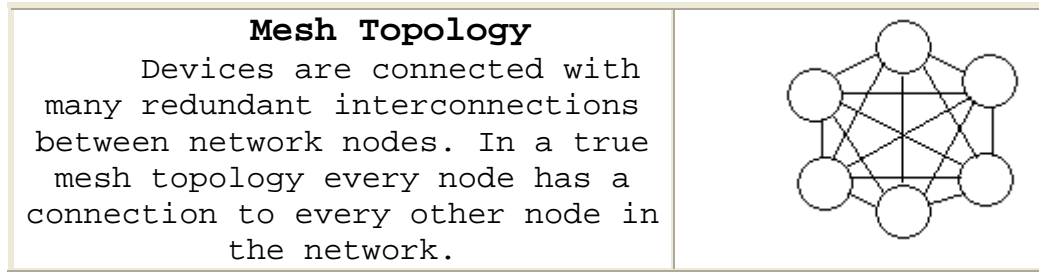 Mesh Topology
Devices are connected with
many redundant interconnections
between network nodes. In a true
mesh topology every node has a
connection to every other node in
the network.